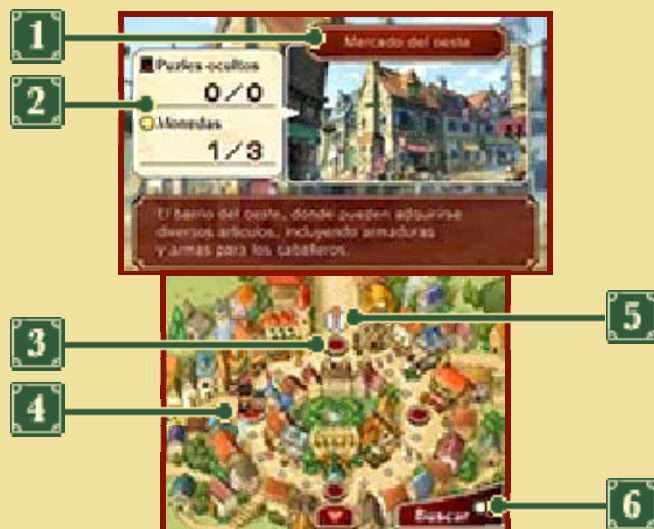 1
Mercado del oeste
Puzles ocultos
2
0/0
Monedas
1/3
El barrio del oeste, donde pueden adquirirse
diversos artículos, incluyendo armaduras
y armas para los caballeros.
5
3
4
Buscar
6